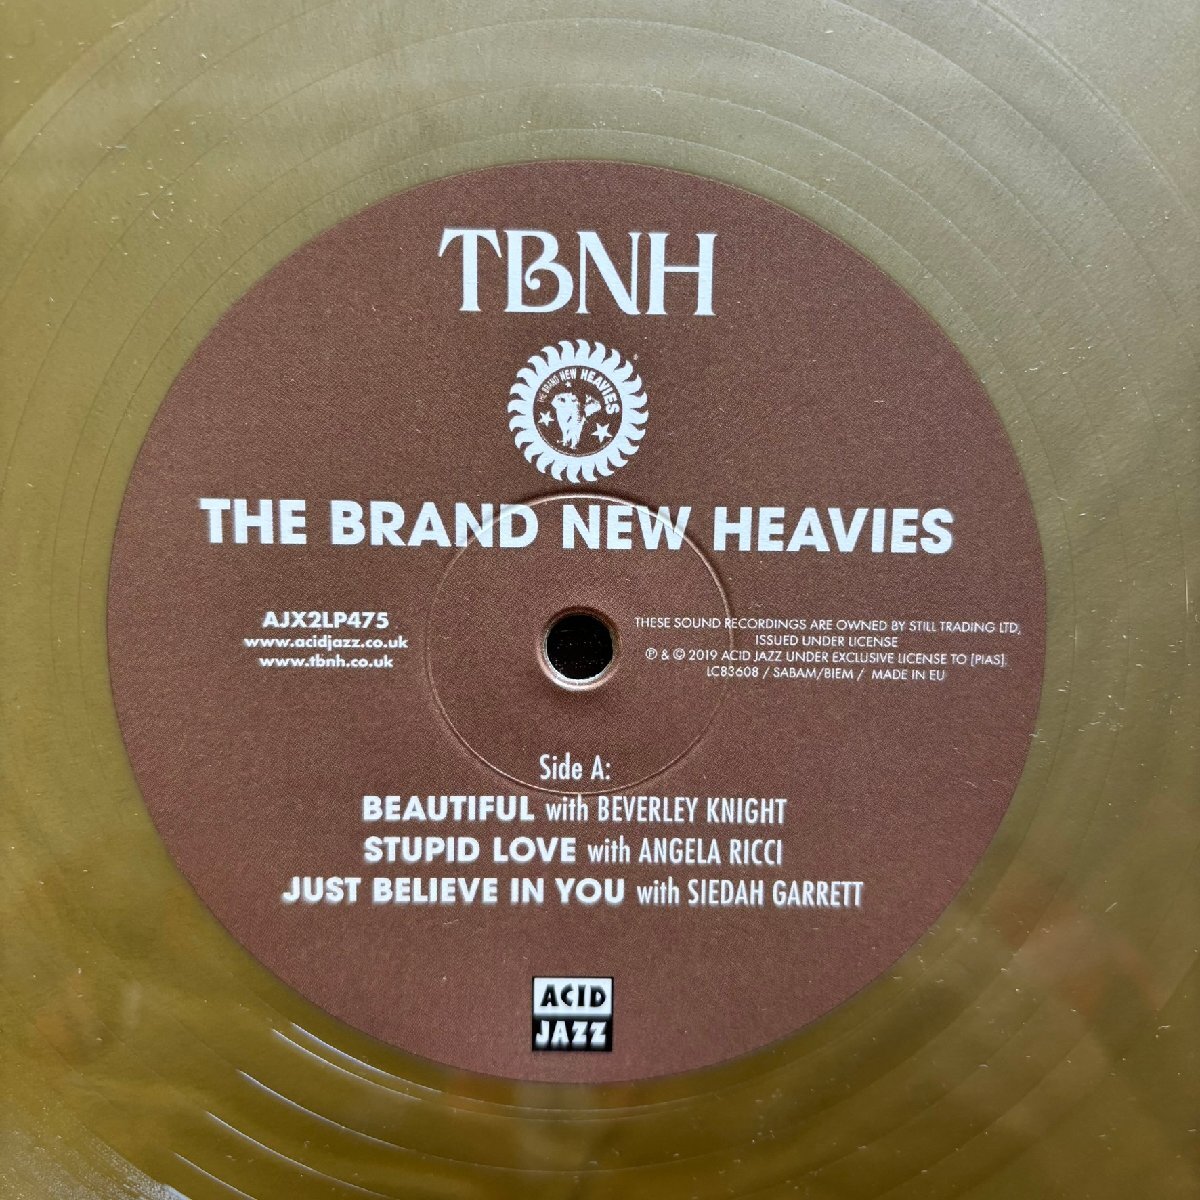 TBNH
THE BRAND NEW HEAVIES
THE BRAND NEW HEAVIES
AJX2LP475
www.acidjazz.co.uk
www.tbnh.co.uk
THESE SOUND RECORDINGS ARE OWNED BY STILL TRADING LTD,
ISSUED UNDER LICENSE
℗ & © 2019 ACID JAZZ UNDER EXCLUSIVE LICENSE TO [PIAS]
LC83608 / SABAM/BIEM / MADE IN EU
Side A:
BEAUTIFUL with BEVERLEY KNIGHT
STUPID LOVE with ANGELA RICCI
JUST BELIEVE IN YOU with SIEDAH GARRETT
ACID
JAZZ